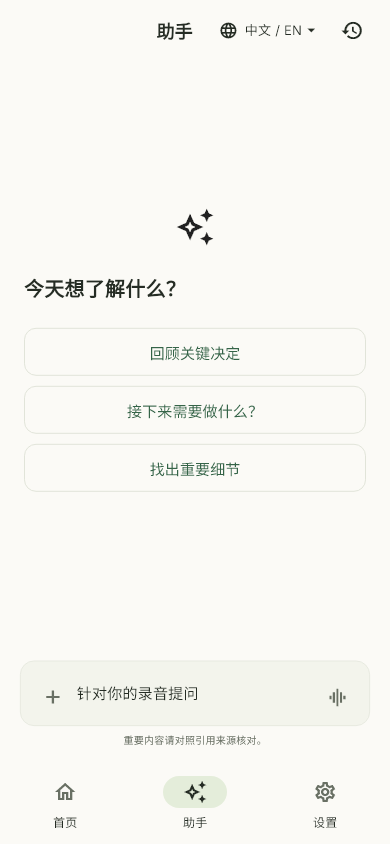 助手
中文 / EN
今天想了解什么？
回顾关键决定
接下来需要做什么？
找出重要细节
针对你的录音提问
重要内容请对照引用来源核对。
首页
助手
设置